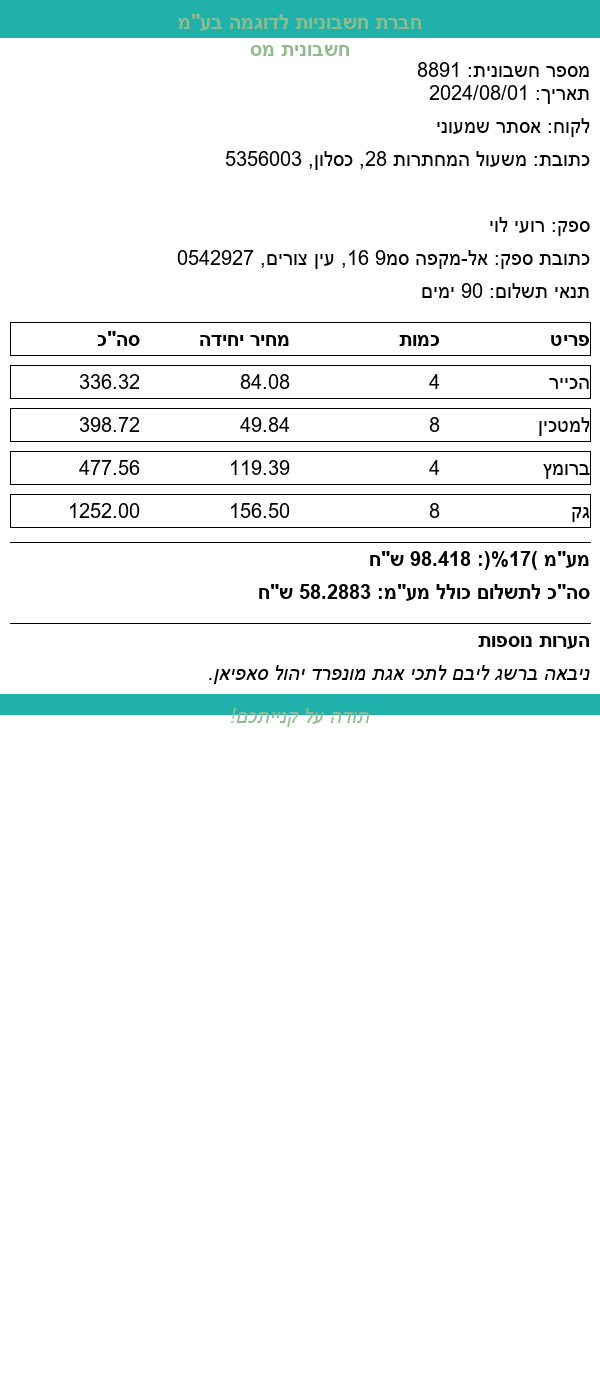 חברת חשבוניות לדוגמה בע"מ
חשבונית מס
מספר חשבונית: 8891
תאריך: 2024/08/01
לקוח: אסתר שמעוני
כתובת: משעול המחתרות 28, כסלון, 5356003
ספק: רועי לוי
כתובת ספק: אל-מקפה סמ9 16, עין צורים, 0542927
תנאי תשלום: 90 ימים
פריט כמות מחיר יחידה סה"כ
הכייר 4 84.08 336.32
למטכין 8 49.84 398.72
ברומץ 4 119.39 477.56
גק 8 156.50 1252.00
מע"מ )17%(: 98.418 ש"ח
סה"כ לתשלום כולל מע"מ: 58.2883 ש"ח
הערות נוספות
ניבאה ברשג ליבם לתכי אגת מונפרד יהול סאפיאן.
תודה על קנייתכם!